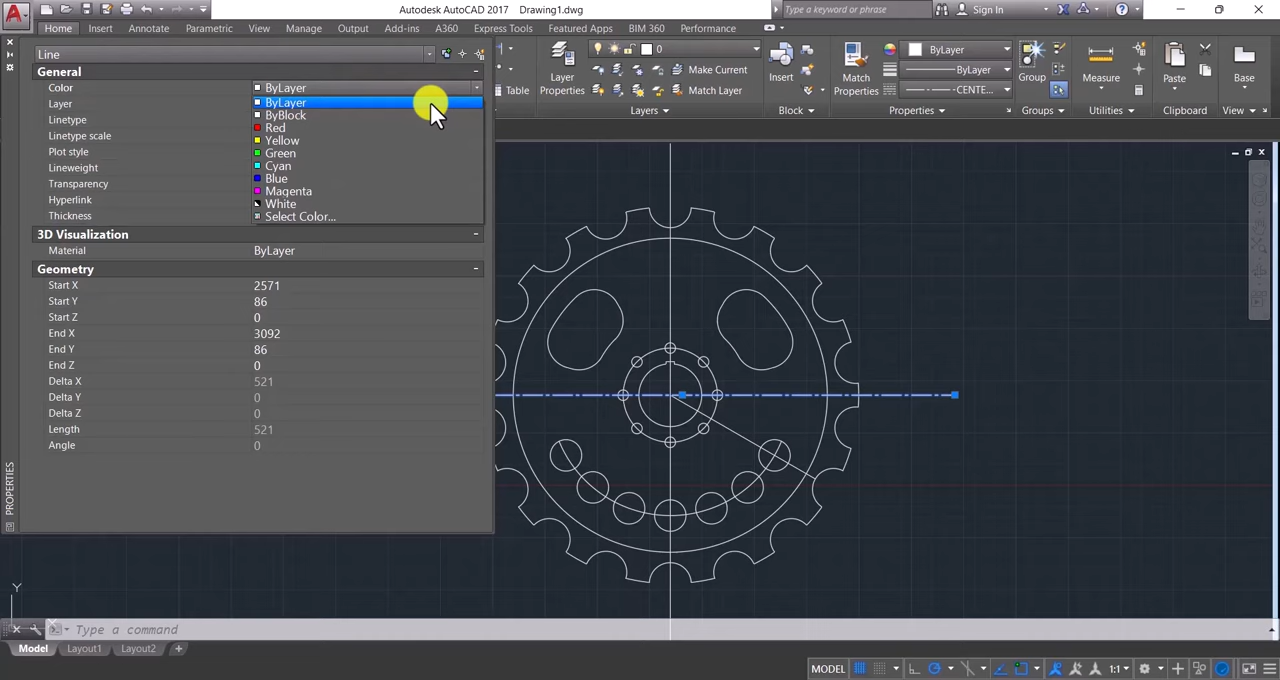 Autodesk AutoCAD 2017 Drawing1.dwg
Type a keyword or phrase
Sign In
Home Insert Annotate Parametric View Manage Output Add-ins A360 Express Tools Featured Apps BIM 360 Performance
Line
General
Color ByLayer
Layer
Linetype
Linetype scale
Plot style
Lineweight
Transparency
Hyperlink
Thickness
ByLayer
ByBlock
Red
Yellow
Green
Cyan
Blue
Magenta
White
Select Color...
3D Visualization
Material ByLayer
Geometry
Start X 2571
Start Y 86
Start Z 0
End X 3092
End Y 86
End Z 0
Delta X 521
Delta Y 0
Delta Z 0
Length 521
Angle 0
PROPERTIES
Table
Layer
Properties
0
Make Current
Match Layer
Layers
Insert
Block
Match
Properties
ByLayer
ByLayer
CENTE...
Properties
Group
Groups
Measure
Utilities
Paste
Clipboard
Base
View
Y
Type a command
Model Layout1 Layout2 +
MODEL 1:1